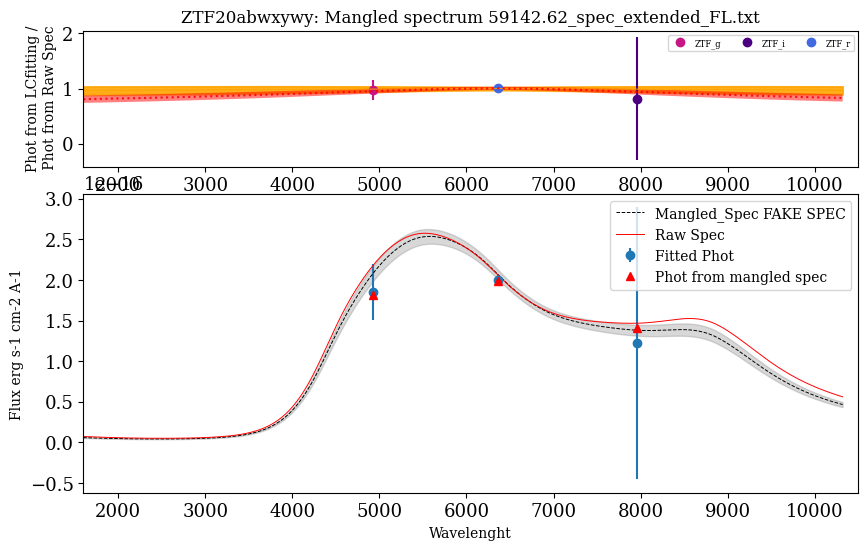 ZTF20abwxywy: Mangled spectrum 59142.62_spec_extended_FL.txt
Phot from LCfitting /
Phot from Raw Spec
2
1
0
ZTF_g
ZTF_i
ZTF_r
2000 3000 4000 5000 6000 7000 8000 9000 10000
1e−16
3.0
2.5
2.0
1.5
1.0
0.5
0.0
−0.5
Flux erg s-1 cm-2 A-1
Mangled_Spec FAKE SPEC
Raw Spec
Fitted Phot
Phot from mangled spec
2000 3000 4000 5000 6000 7000 8000 9000 10000
Wavelenght